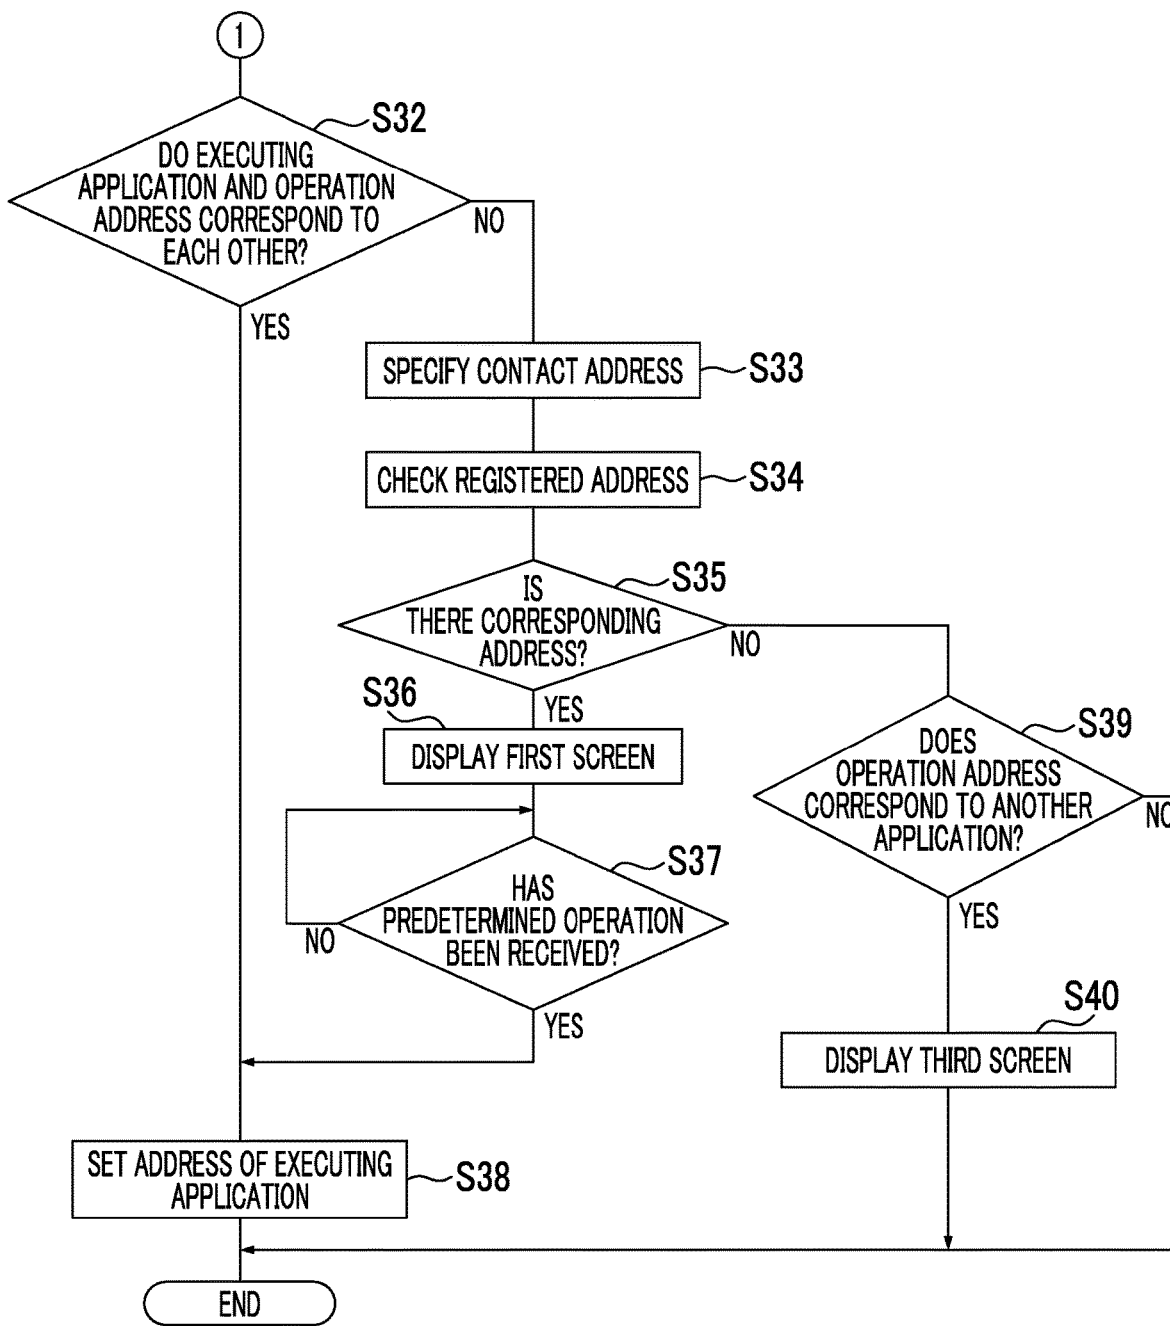 1
S32
DO EXECUTING
APPLICATION AND OPERATION
ADDRESS CORRESPOND TO
EACH OTHER?
NO
YES
SPECIFY CONTACT ADDRESS
S33
CHECK REGISTERED ADDRESS
S34
S35
IS
THERE CORRESPONDING
ADDRESS?
NO
YES
S36
DISPLAY FIRST SCREEN
S39
DOES
OPERATION ADDRESS
CORRESPOND TO ANOTHER
APPLICATION?
NO
YES
S37
HAS
PREDETERMINED OPERATION
BEEN RECEIVED?
NO
YES
S40
DISPLAY THIRD SCREEN
SET ADDRESS OF EXECUTING
APPLICATION
S38
END